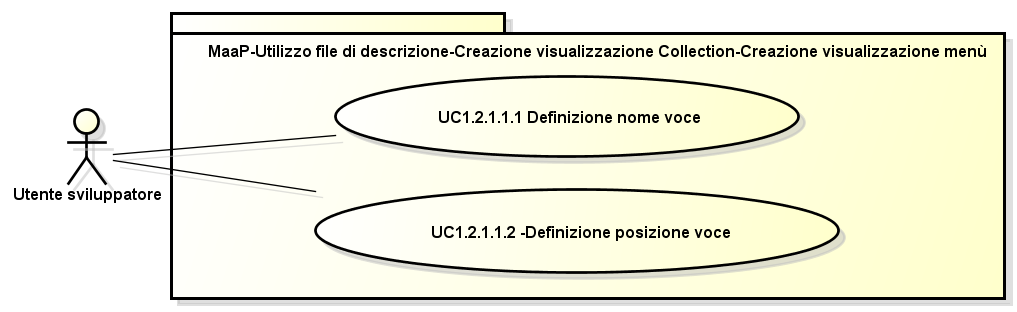 MaaP-Utilizzo file di descrizione-Creazione visualizzazione Collection-Creazione visualizzazione menù
UC1.2.1.1.1 Definizione nome voce
Utente sviluppatore
UC1.2.1.1.2 -Definizione posizione voce